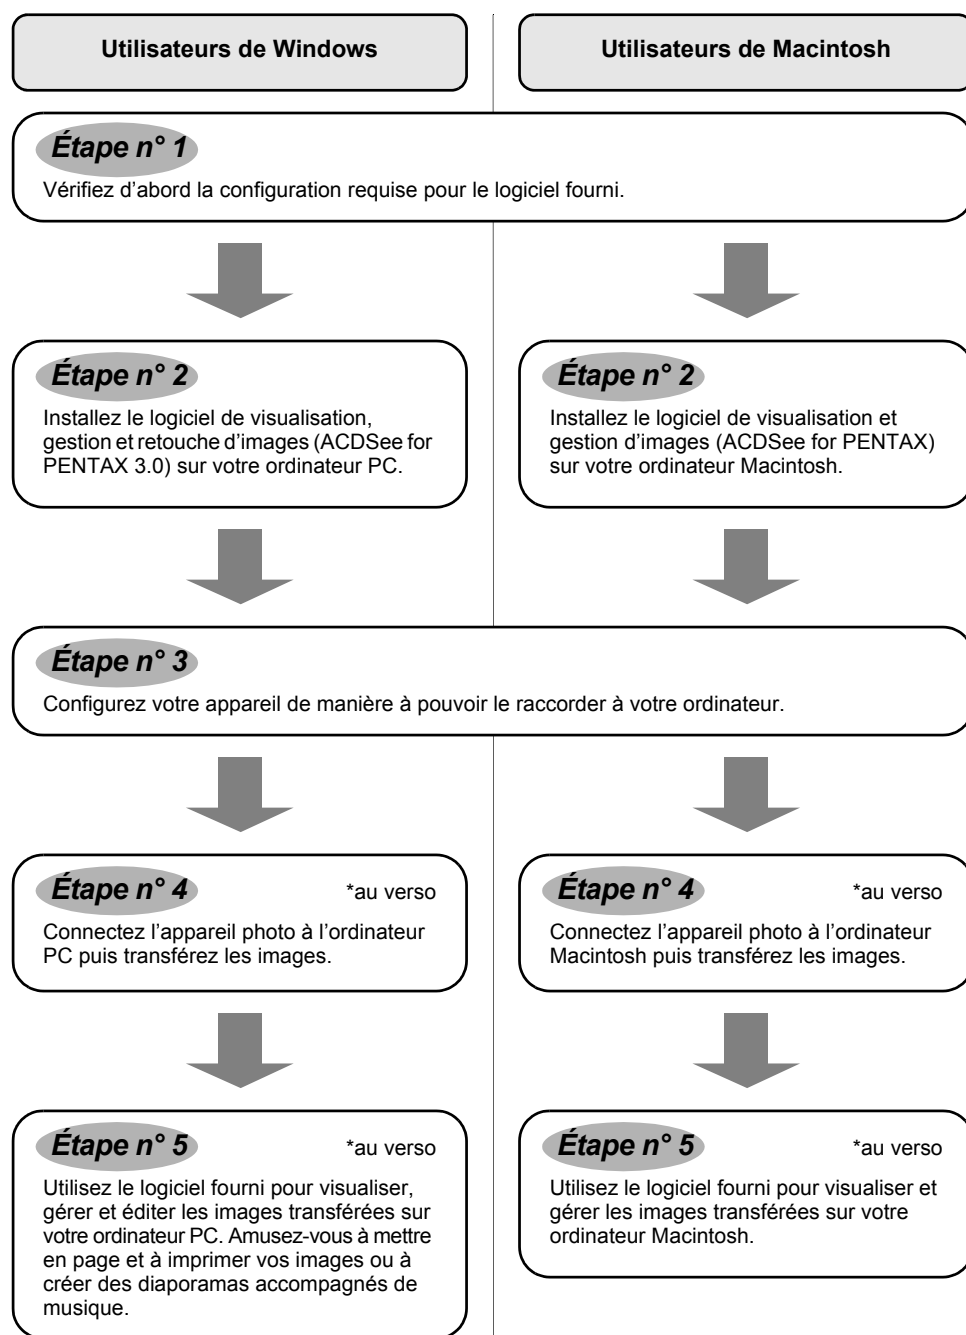 Utilisateurs de Windows
Utilisateurs de Macintosh
Étape n° 1
Vérifiez d’abord la configuration requise pour le logiciel fourni.
Étape n° 2
Installez le logiciel de visualisation,
gestion et retouche d’images (ACDSee for
PENTAX 3.0) sur votre ordinateur PC.
Étape n° 2
Installez le logiciel de visualisation et
gestion d’images (ACDSee for PENTAX)
sur votre ordinateur Macintosh.
Étape n° 3
Configurez votre appareil de manière à pouvoir le raccorder à votre ordinateur.
Étape n° 4 *au verso
Connectez l’appareil photo à l’ordinateur
PC puis transférez les images.
Étape n° 4 *au verso
Connectez l’appareil photo à l’ordinateur
Macintosh puis transférez les images.
Étape n° 5 *au verso
Utilisez le logiciel fourni pour visualiser,
gérer et éditer les images transférées sur
votre ordinateur PC. Amusez-vous à mettre
en page et à imprimer vos images ou à
créer des diaporamas accompagnés de
musique.
Étape n° 5 *au verso
Utilisez le logiciel fourni pour visualiser et
gérer les images transférées sur votre
ordinateur Macintosh.